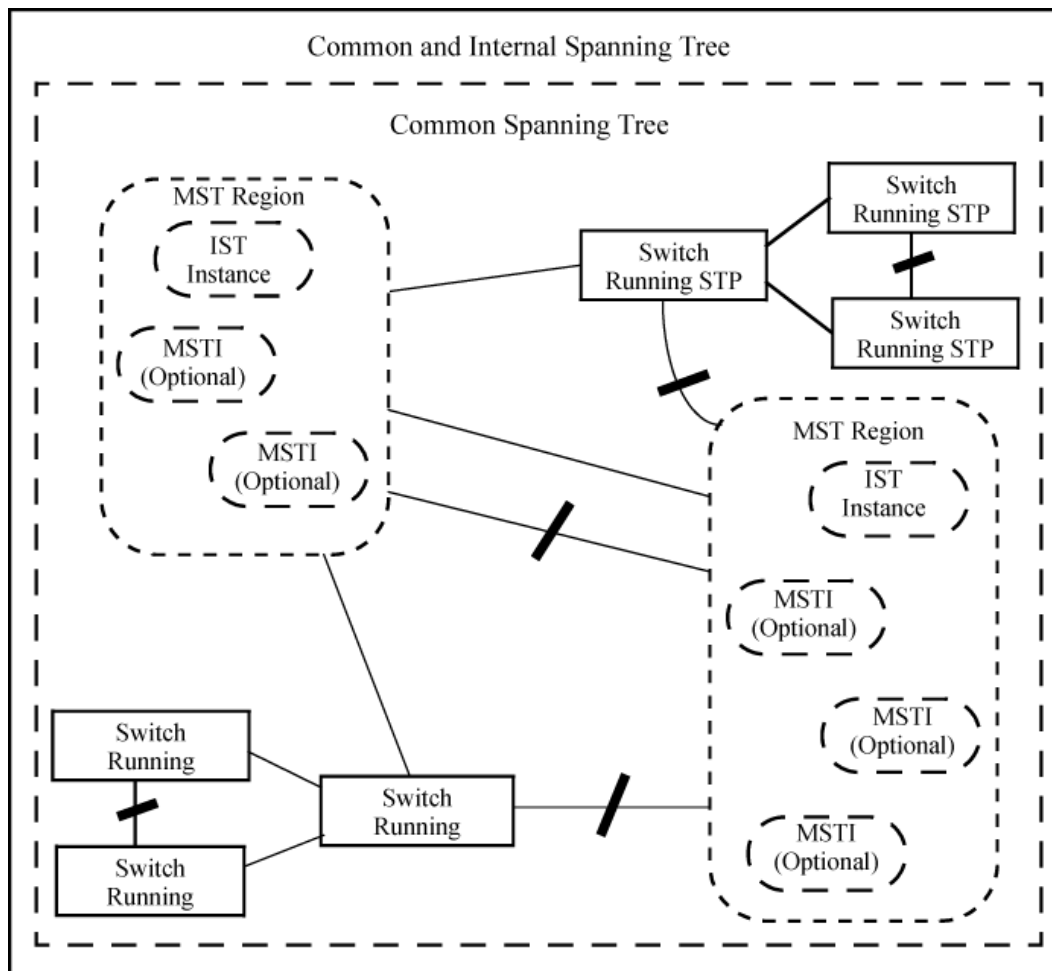 Common and Internal Spanning Tree
Common Spanning Tree
MST Region
IST
Instance
MSTI
(Optional)
MSTI
(Optional)
Switch
Running STP
Switch
Running STP
Switch
Running STP
MST Region
IST
Instance
MSTI
(Optional)
MSTI
(Optional)
MSTI
(Optional)
Switch
Running
Switch
Running
Switch
Running